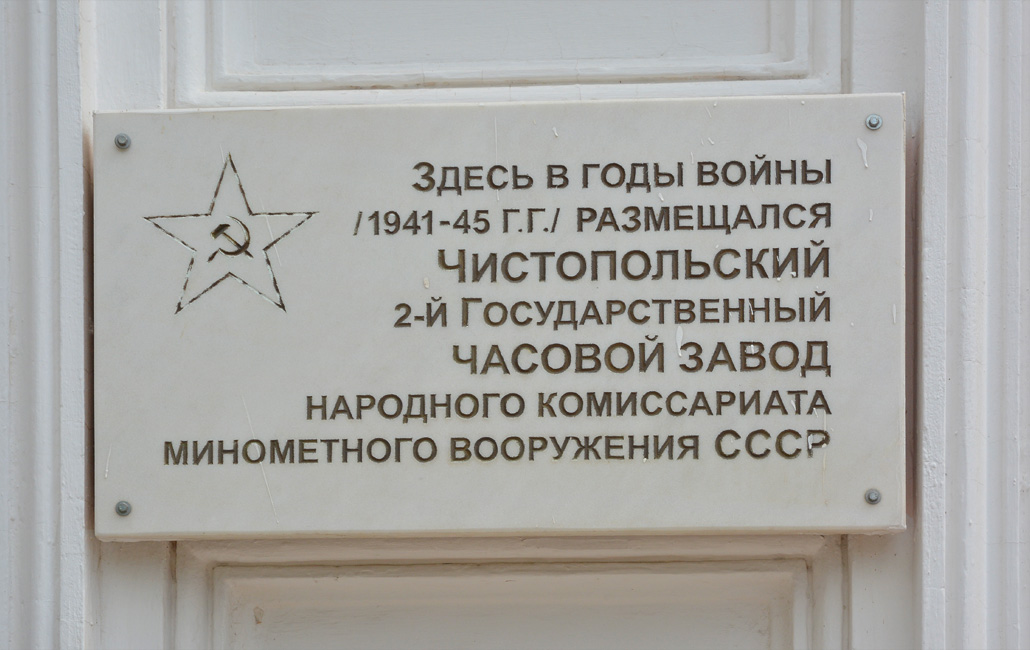 Здесь в годы войны
/1941-45 г.г./ размещался
Чистопольский
2-й Государственный
часовой завод
народного комиссариата
минометного вооружения СССР